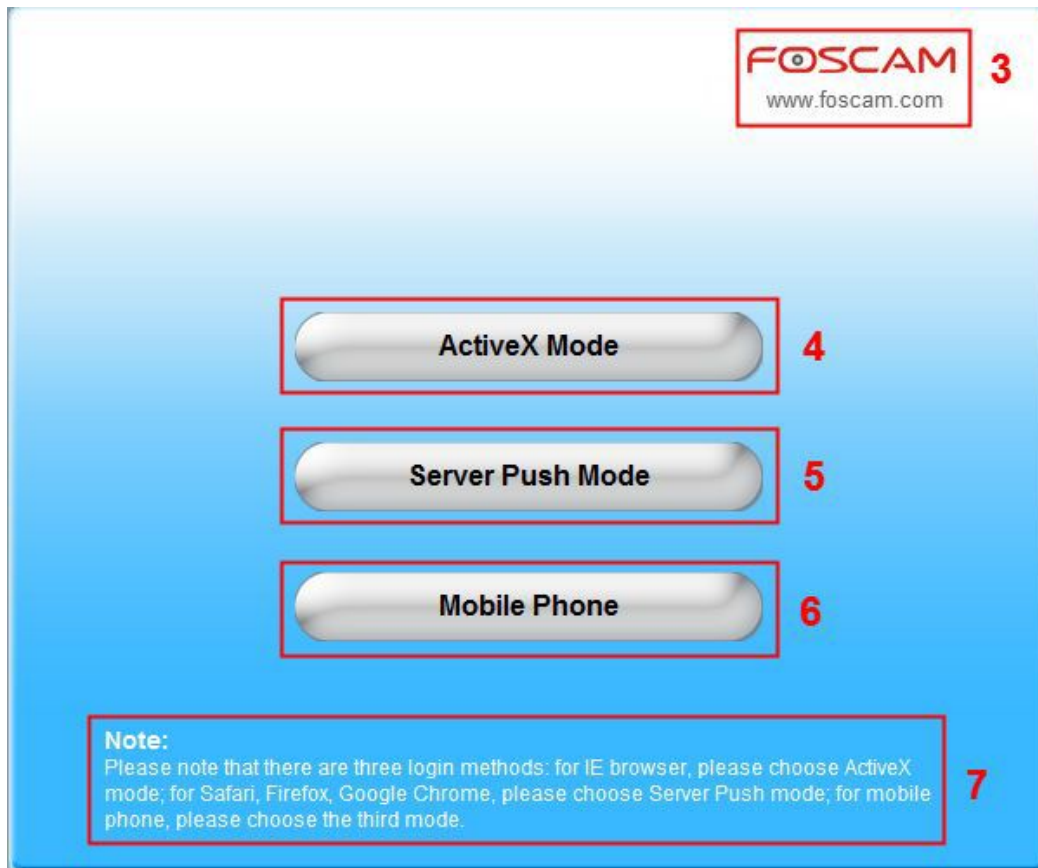 FOSCAM
www.foscam.com
3
ActiveX Mode
4
Server Push Mode
5
Mobile Phone
6
Note:
Please note that there are three login methods: for IE browser, please choose ActiveX
mode; for Safari, Firefox, Google Chrome, please choose Server Push mode; for mobile
phone, please choose the third mode.
7